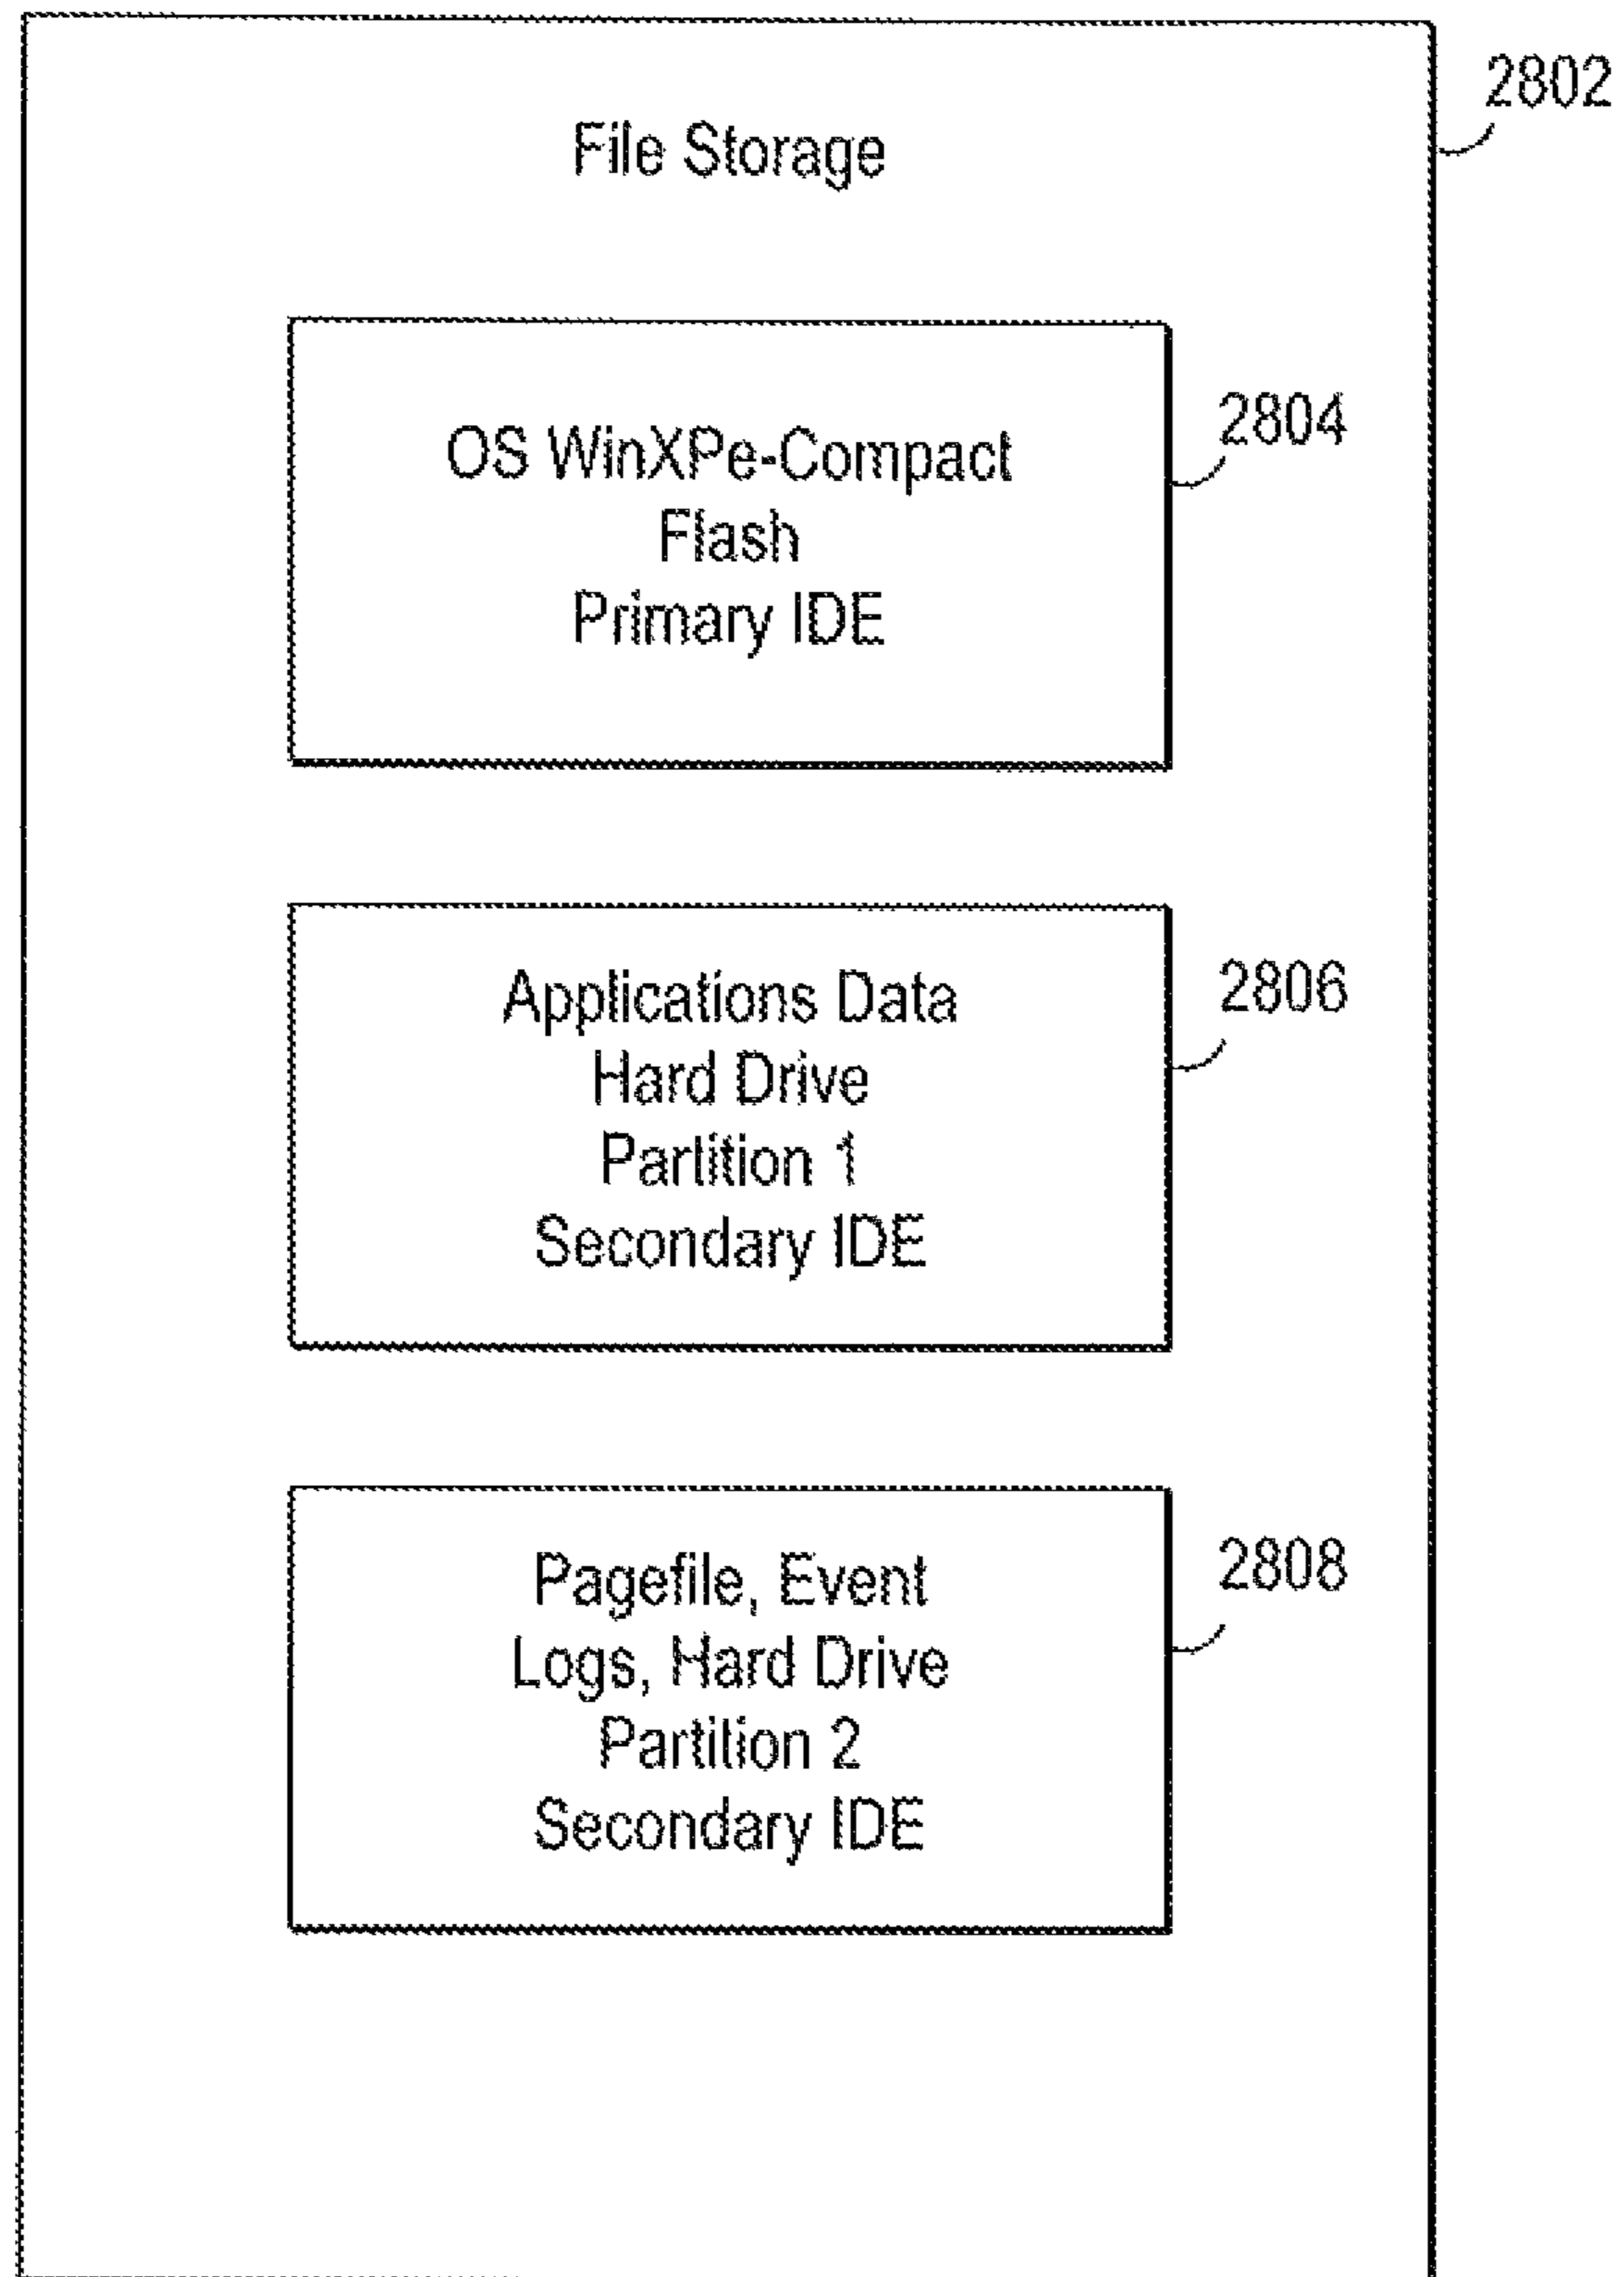 2802
File Storage
OS WinXPe-Compact
Flash
Primary IDE
2804
Applications Data
Hard Drive
Partition 1
Secondary IDE
2806
Pagefile, Event
Logs, Hard Drive
Partition 2
Secondary IDE
2808